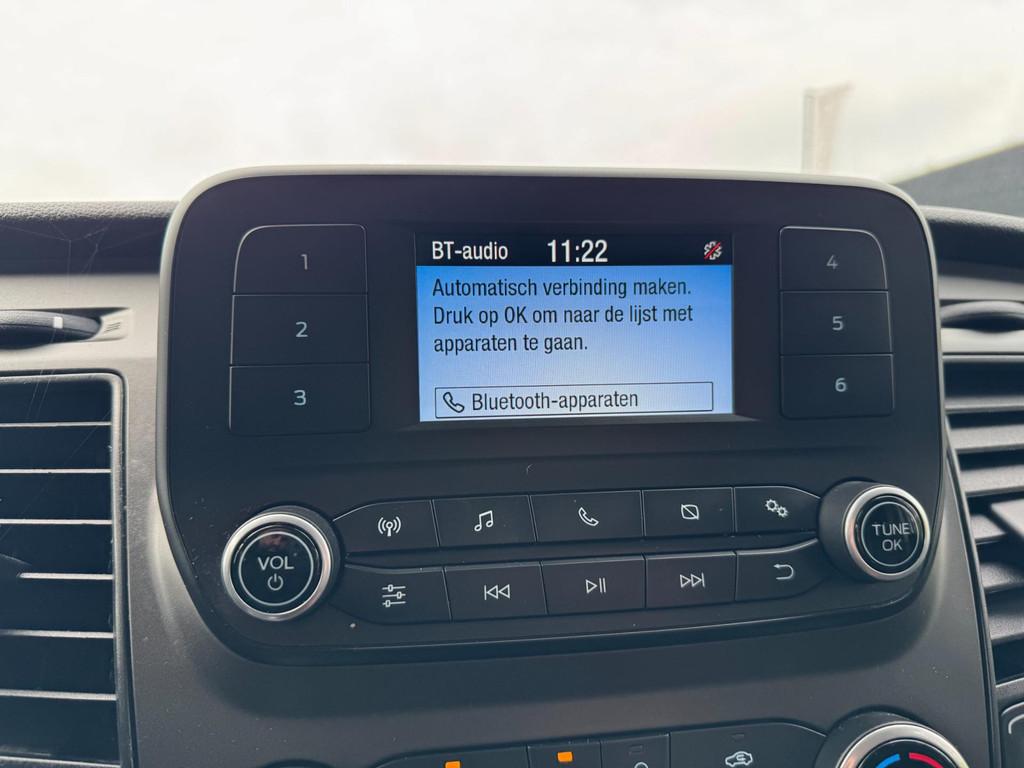 BT-audio 11:22
Automatisch verbinding maken.
Druk op OK om naar de lijst met
apparaten te gaan.
Bluetooth-apparaten
1
2
3
4
5
6
VOL
TUNE
OK